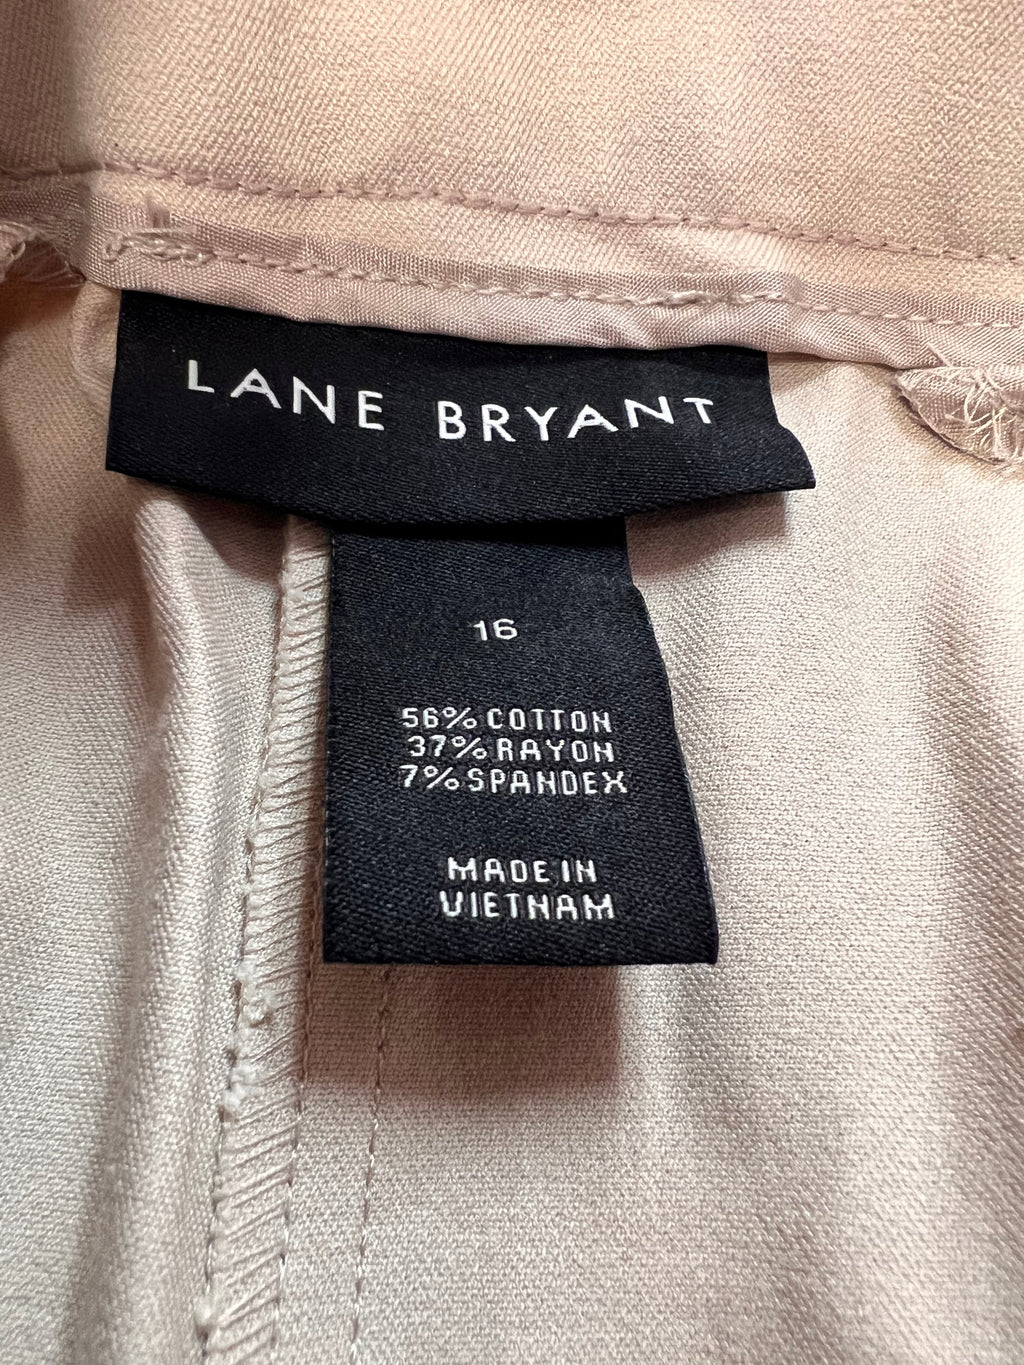 LANE BRYANT
16
56% COTTON
37% RAYON
7% SPANDEX
MADE IN
VIETNAM